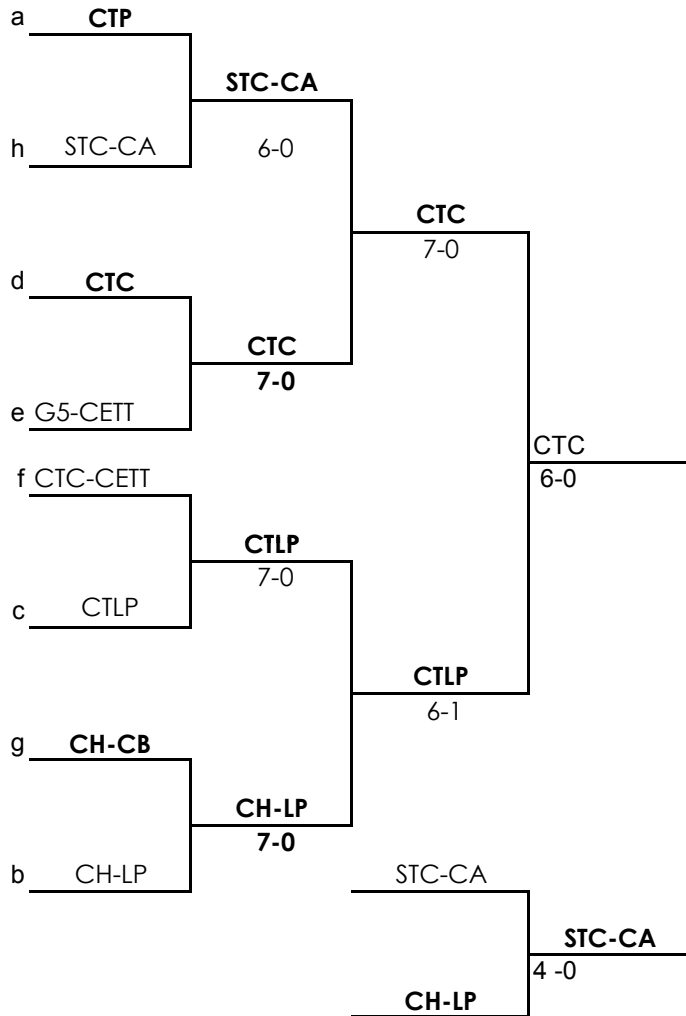 a CTP
STC-CA
h STC-CA 6-0
CTC
7-0
d CTC
CTC
7-0
e G5-CETT
CTC
6-0
f CTC-CETT
CTLP
7-0
c CTLP
CTLP
6-1
g CH-CB
CH-LP
7-0
b CH-LP STC-CA
STC-CA
4 -0
CH-LP